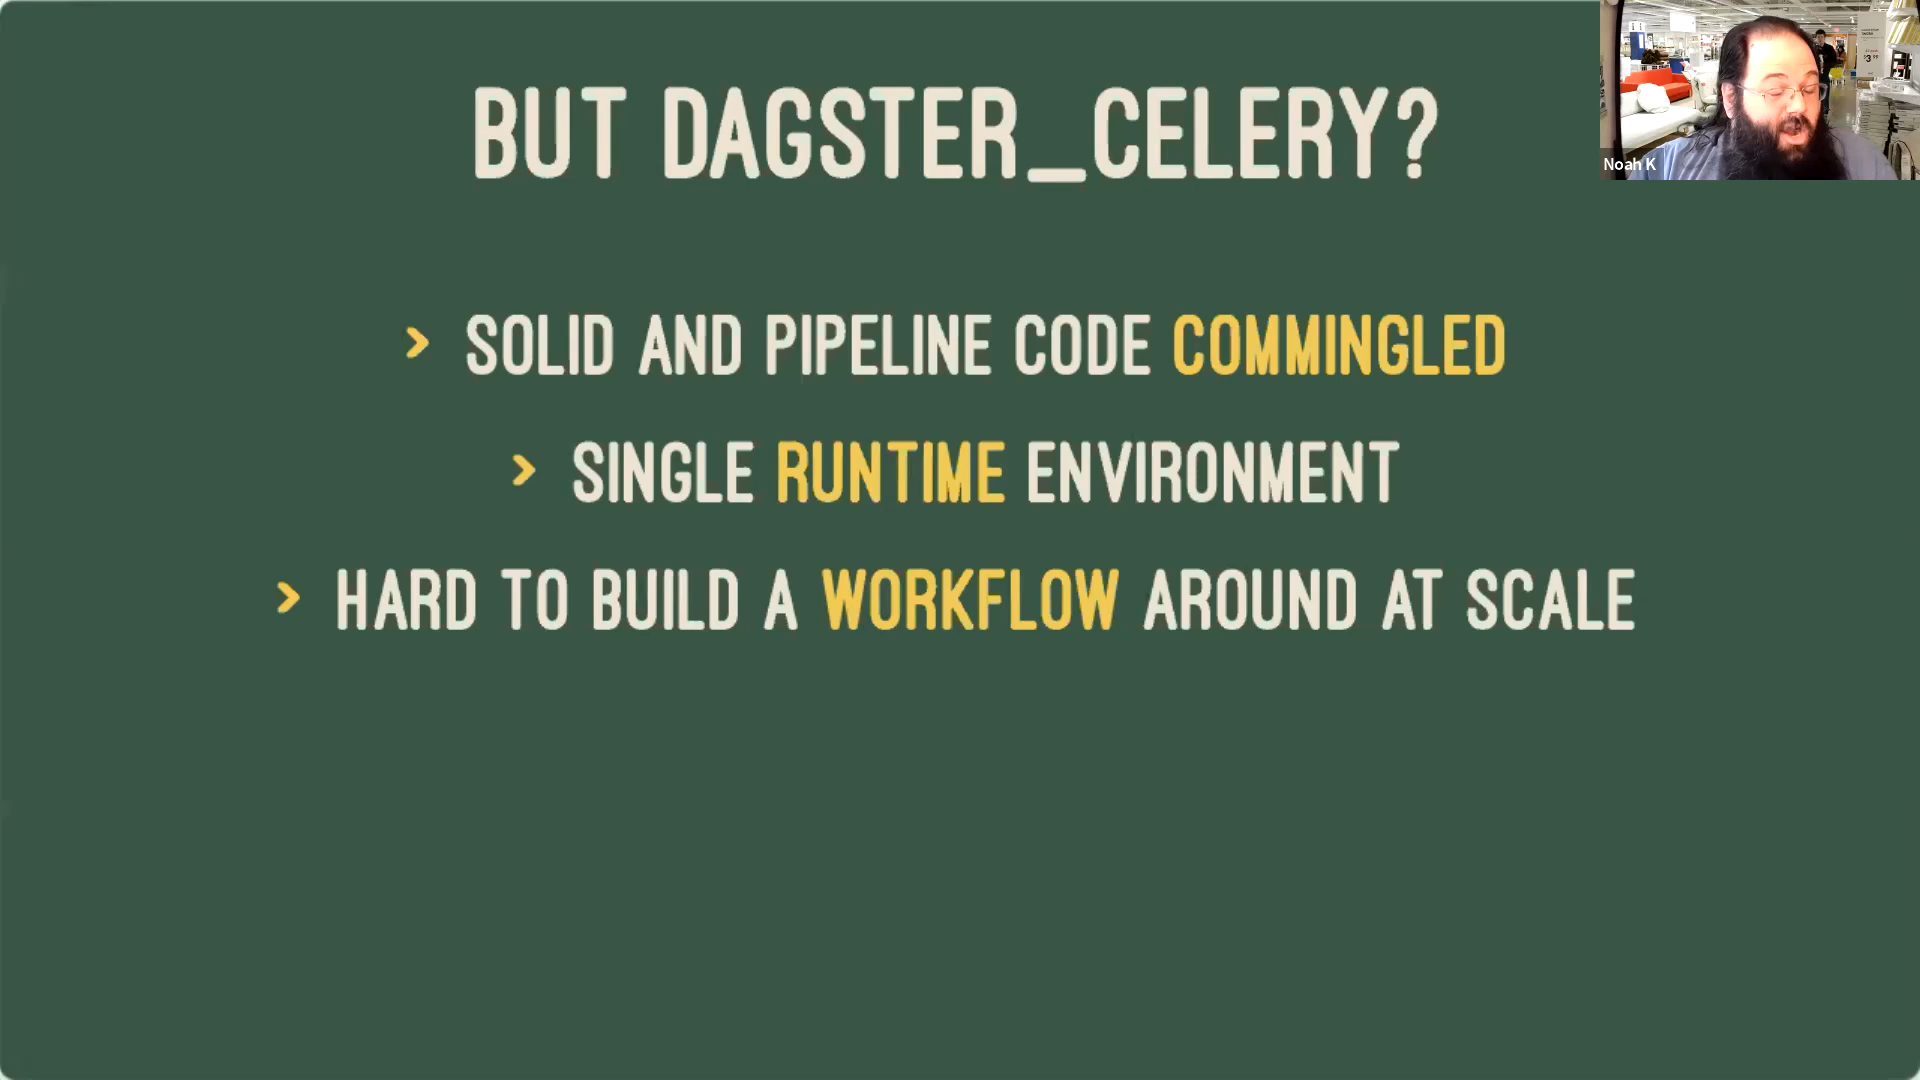 BUT DAGSTER_CELERY?
> SOLID AND PIPELINE CODE COMMINGLED
> SINGLE RUNTIME ENVIRONMENT
> HARD TO BUILD A WORKFLOW AROUND AT SCALE
Noah K